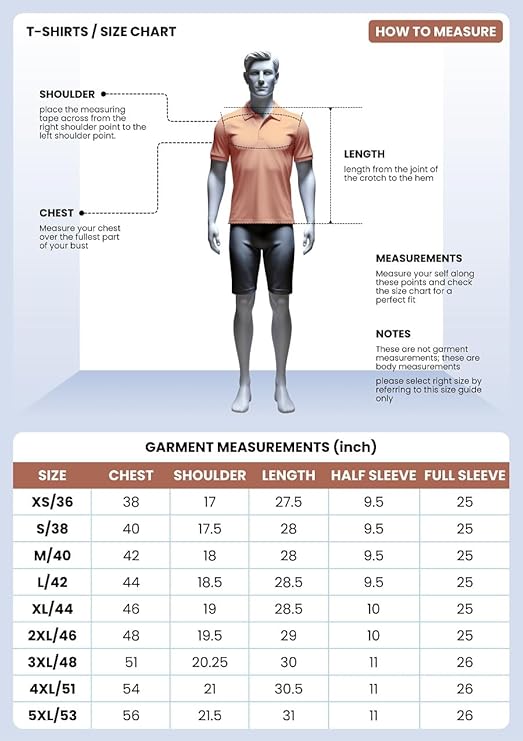 T-SHIRTS / SIZE CHART
HOW TO MEASURE
SHOULDER
place the measuring
tape across from the
right shoulder point to the
left shoulder point.
CHEST
Measure your chest
over the fullest part
of your bust
LENGTH
length from the joint of
the crotch to the hem
MEASUREMENTS
Measure your self along
these points and check
the size chart for a
perfect fit
NOTES
These are not garment
measurements; these are
body measurements
please select right size by
referring to this size guide
only
GARMENT MEASUREMENTS (inch)
SIZE CHEST SHOULDER LENGTH HALF SLEEVE FULL SLEEVE
XS/36 38 17 27.5 9.5 25
S/38 40 17.5 28 9.5 25
M/40 42 18 28 9.5 25
L/42 44 18.5 28.5 9.5 25
XL/44 46 19 28.5 10 25
2XL/46 48 19.5 29 10 25
3XL/48 51 20.25 30 11 26
4XL/51 54 21 30.5 11 26
5XL/53 56 21.5 31 11 26